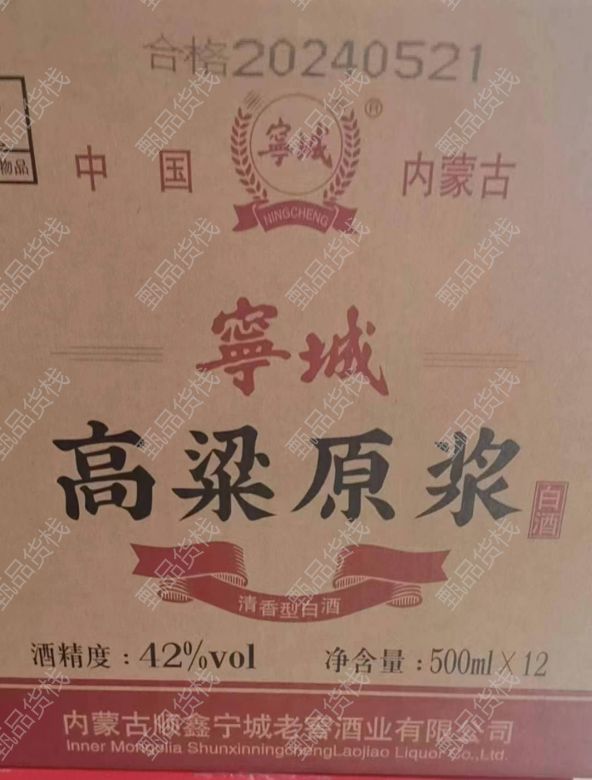 合格20240521
寧城
®
中国
内蒙古
物品
NINGCHENG
寧城
高粱原浆
白酒
清香型白酒
酒精度：42%vol
净含量：500ml×12
内蒙古顺鑫宁城老窖酒业有限公司
Inner Mongolia ShunxinningchengLaojiao Liquor Co.,Ltd.
甄品货栈